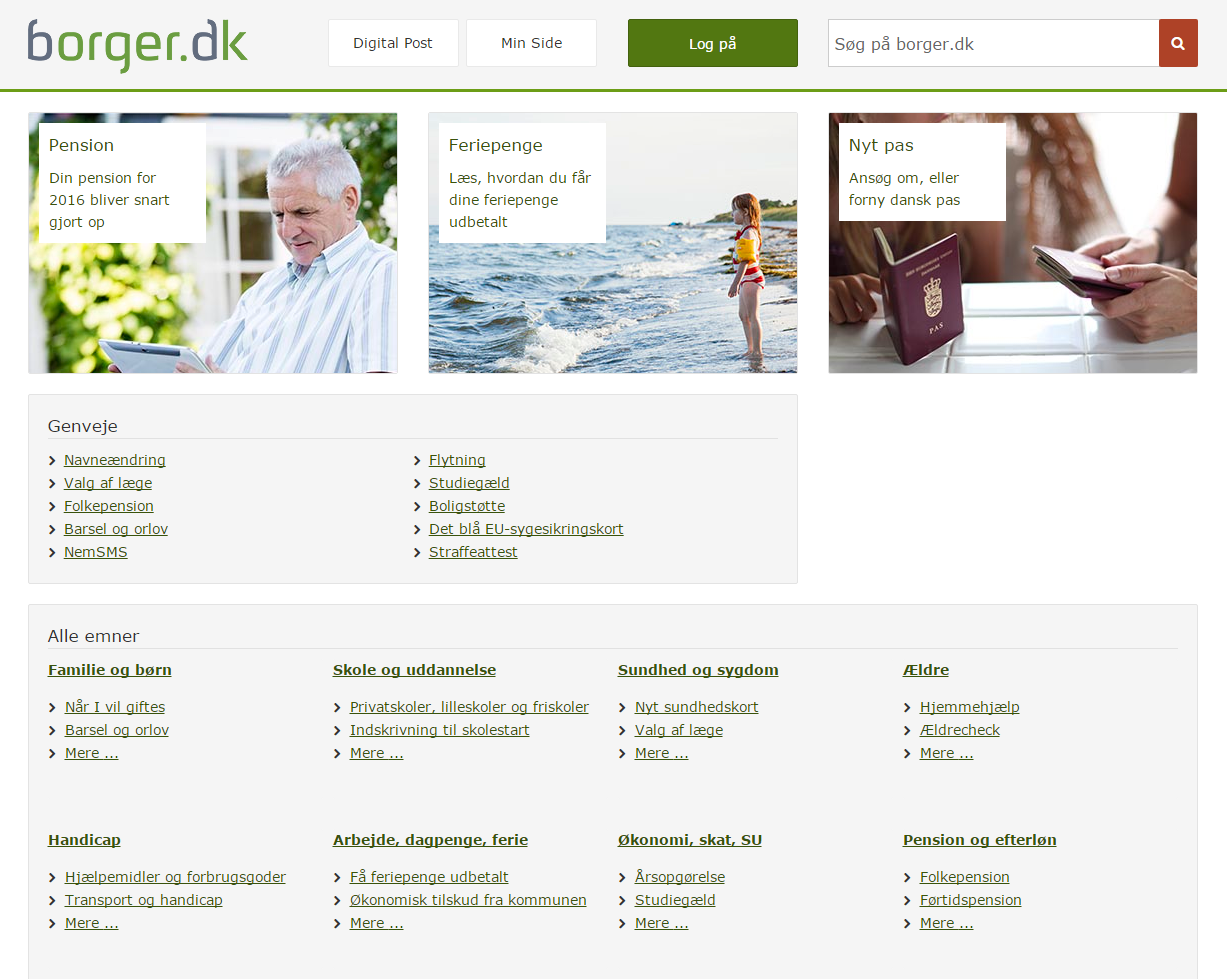 borger.dk
Digital Post
Min Side
Log på
Søg på borger.dk
Pension
Din pension for
2016 bliver snart
gjort op
Feriepenge
Læs, hvordan du får
dine feriepenge
udbetalt
Nyt pas
Ansøg om, eller
forny dansk pas
PAS
Genveje
Navneændring
Valg af læge
Folkepension
Barsel og orlov
NemSMS
Flytning
Studiegæld
Boligstøtte
Det blå EU-sygesikringskort
Straffeattest
Alle emner
Familie og børn
Når I vil giftes
Barsel og orlov
Mere ...
Skole og uddannelse
Privatskoler, lilleskoler og friskoler
Indskrivning til skolestart
Mere ...
Sundhed og sygdom
Nyt sundhedskort
Valg af læge
Mere ...
Ældre
Hjemmehjælp
Ældrecheck
Mere ...
Handicap
Hjælpemidler og forbrugsgoder
Transport og handicap
Mere ...
Arbejde, dagpenge, ferie
Få feriepenge udbetalt
Økonomisk tilskud fra kommunen
Mere ...
Økonomi, skat, SU
Årsopgørelse
Studiegæld
Mere ...
Pension og efterløn
Folkepension
Førtidspension
Mere ...